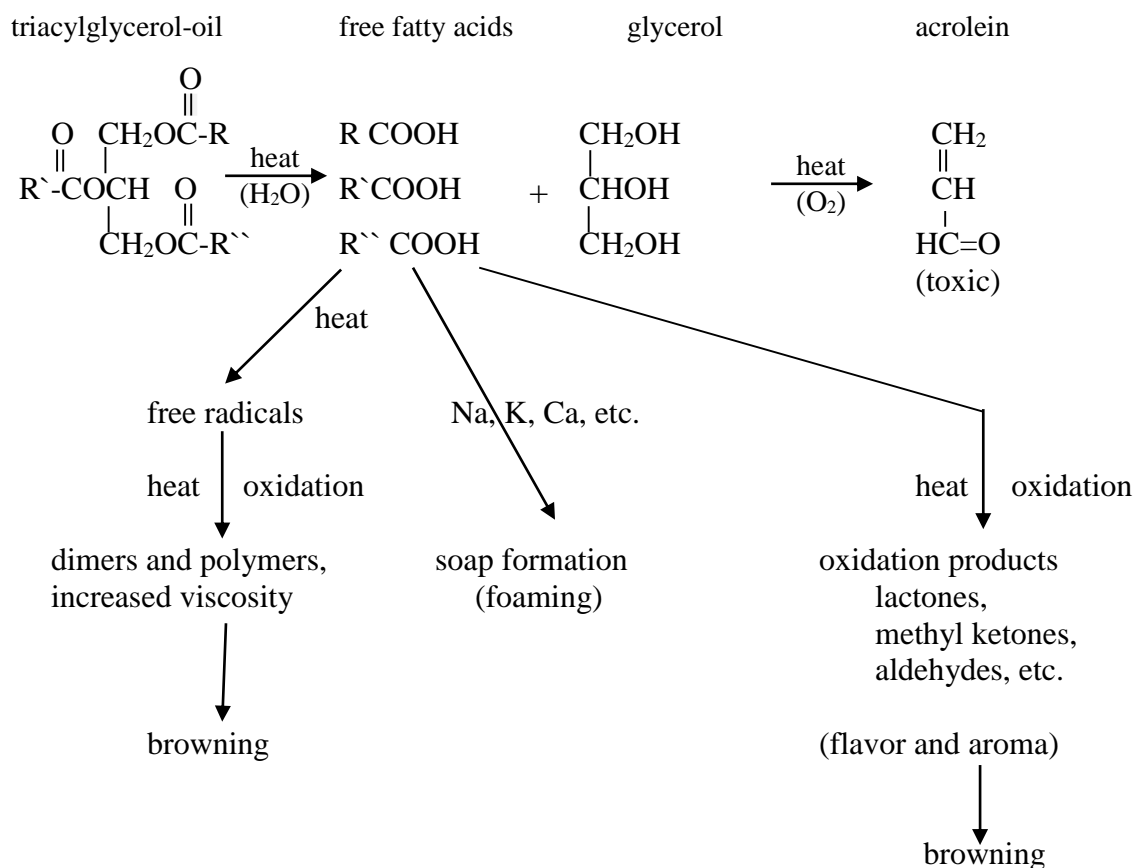 triacylglycerol-oil free fatty acids glycerol acrolein
O
O CH₂OC-R R COOH CH₂OH CH₂
heat heat
R`-COCH O (H₂O) R`COOH + CHOH (O₂) CH
CH₂OC-R`` R`` COOH CH₂OH HC=O
(toxic)
heat
free radicals Na, K, Ca, etc.
heat oxidation heat oxidation
dimers and polymers, soap formation oxidation products
increased viscosity (foaming) lactones,
methyl ketones,
aldehydes, etc.
browning (flavor and aroma)
browning